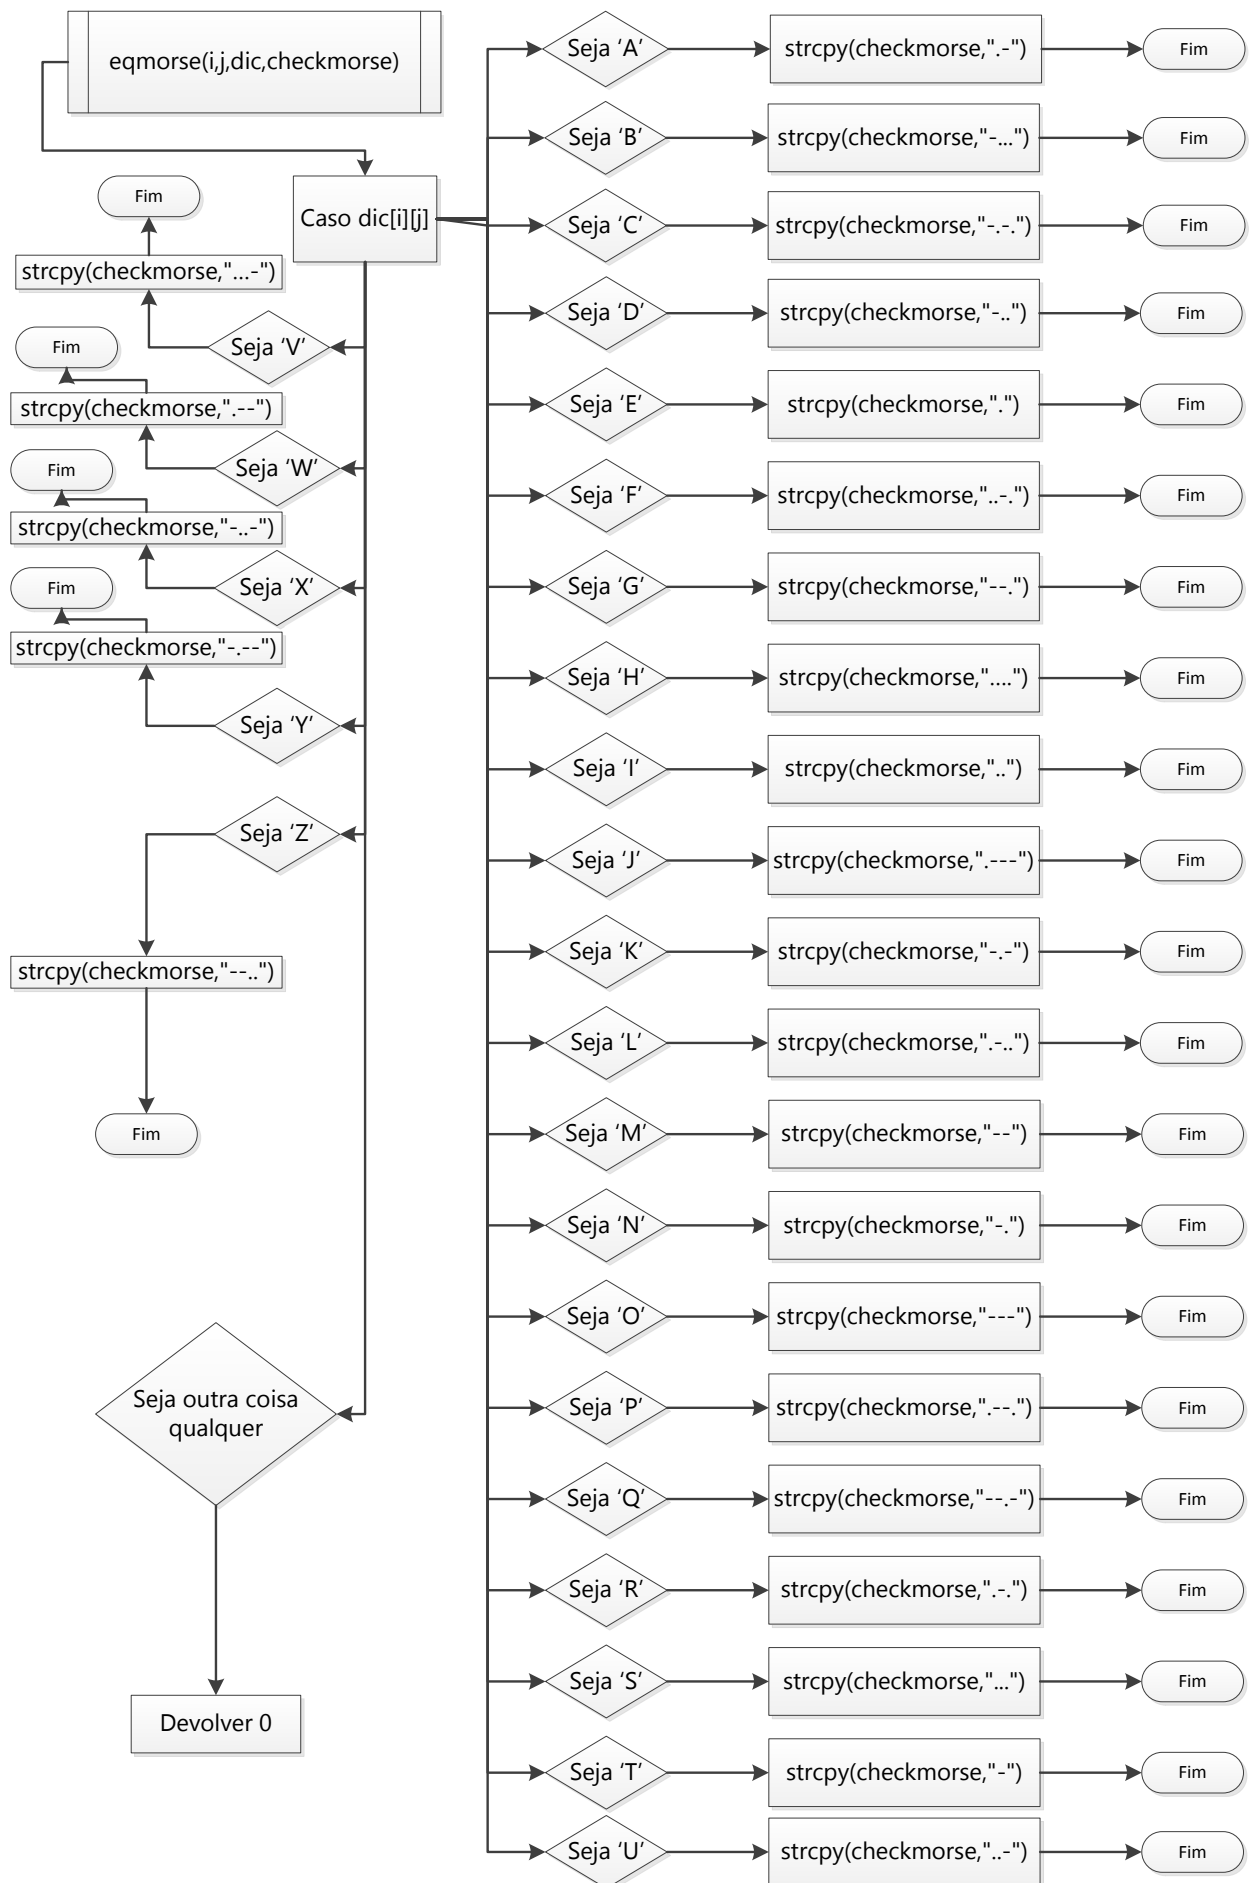 eqmorse(i,j,dic,checkmorse)
Caso dic[i][j]
Seja ‘A’
strcpy(checkmorse,".-")
Fim
Seja ‘B’
strcpy(checkmorse,"-...")
Fim
Seja ‘C’
strcpy(checkmorse,"-.-.")
Fim
Seja ‘D’
strcpy(checkmorse,"-..")
Fim
Seja ‘E’
strcpy(checkmorse,".")
Fim
Seja ‘F’
strcpy(checkmorse,"..-.")
Fim
Seja ‘G’
strcpy(checkmorse,"--.")
Fim
Seja ‘H’
strcpy(checkmorse,"....")
Fim
Seja ‘I’
strcpy(checkmorse,"..")
Fim
Seja ‘J’
strcpy(checkmorse,".---")
Fim
Seja ‘K’
strcpy(checkmorse,"-.-")
Fim
Seja ‘L’
strcpy(checkmorse,".-..")
Fim
Seja ‘M’
strcpy(checkmorse,"--")
Fim
Seja ‘N’
strcpy(checkmorse,"-.")
Fim
Seja ‘O’
strcpy(checkmorse,"---")
Fim
Seja ‘P’
strcpy(checkmorse,".--.")
Fim
Seja ‘Q’
strcpy(checkmorse,"--.-")
Fim
Seja ‘R’
strcpy(checkmorse,".-.")
Fim
Seja ‘S’
strcpy(checkmorse,"...")
Fim
Seja ‘T’
strcpy(checkmorse,"-")
Fim
Seja ‘U’
strcpy(checkmorse,"..-")
Fim
Seja ‘V’
strcpy(checkmorse,"...-")
Fim
Seja ‘W’
strcpy(checkmorse,".--")
Fim
Seja ‘X’
strcpy(checkmorse,"-..-")
Fim
Seja ‘Y’
strcpy(checkmorse,"-.--")
Fim
Seja ‘Z’
strcpy(checkmorse,"--..")
Fim
Seja outra coisa
qualquer
Devolver 0